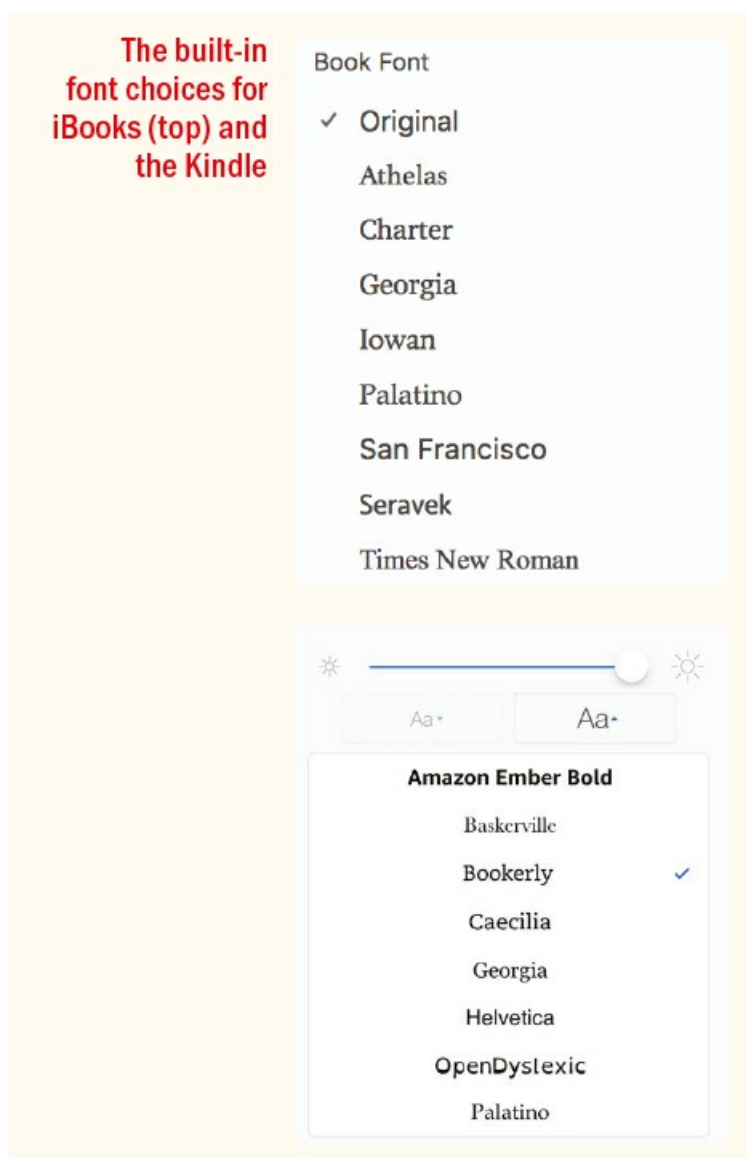 The built-in
font choices for
iBooks (top) and
the Kindle
Book Font
✓ Original
Athelas
Charter
Georgia
Iowan
Palatino
San Francisco
Seravek
Times New Roman
Aa
Aa
Amazon Ember Bold
Baskerville
Bookerly ✓
Caecilia
Georgia
Helvetica
OpenDyslexic
Palatino